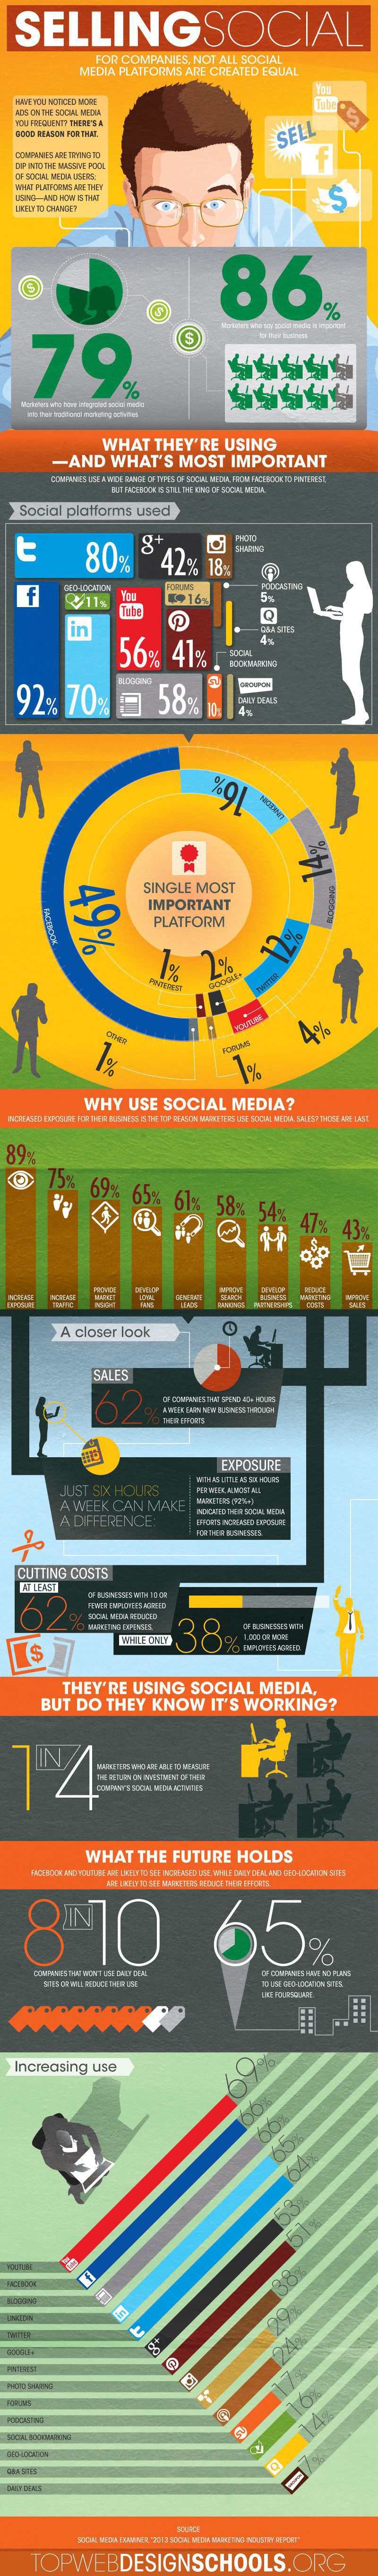 SELLINGSOCIAL
FOR COMPANIES, NOT ALL SOCIAL
MEDIA PLATFORMS ARE CREATED EQUAL
HAVE YOU NOTICED MORE
ADS ON THE SOCIAL MEDIA
YOU FREQUENT? THERE'S A
GOOD REASON FOR THAT.
COMPANIES ARE TRYING TO
DIP INTO THE MASSIVE POOL
OF SOCIAL MEDIA USERS;
WHAT PLATFORMS ARE THEY
USING—AND HOW IS THAT
LIKELY TO CHANGE?
You
Tube
$
SELL
f
$
$
$
$
86%
Marketers who say social media is important
for their business
79%
Marketers who have integrated social media
into their traditional marketing activities
WHAT THEY'RE USING
—AND WHAT'S MOST IMPORTANT
COMPANIES USE A WIDE RANGE OF TYPES OF SOCIAL MEDIA, FROM FACEBOOK TO PINTEREST,
BUT FACEBOOK IS STILL THE KING OF SOCIAL MEDIA.
Social platforms used
t
80%
g+
42%
PHOTO
SHARING
18%
f
92%
GEO-LOCATION
11%
in
70%
You
Tube
56%
FORUMS
16%
41%
PODCASTING
5%
Q
Q&A SITES
4%
SOCIAL
BOOKMARKING
10%
BLOGGING
58%
GROUPON
DAILY DEALS
4%
SINGLE MOST
IMPORTANT
PLATFORM
49%
FACEBOOK
16%
LINKEDIN
14%
BLOGGING
12%
TWITTER
4%
YOUTUBE
2%
GOOGLE+
1%
PINTEREST
1%
FORUMS
OTHER
1%
WHY USE SOCIAL MEDIA?
INCREASED EXPOSURE FOR THEIR BUSINESS IS THE TOP REASON MARKETERS USE SOCIAL MEDIA. SALES? THOSE ARE LAST.
89%
75%
69%
65%
61%
58%
54%
47%
43%
INCREASE
EXPOSURE
INCREASE
TRAFFIC
PROVIDE
MARKET
INSIGHT
DEVELOP
LOYAL
FANS
GENERATE
LEADS
IMPROVE
SEARCH
RANKINGS
DEVELOP
BUSINESS
PARTNERSHIPS
REDUCE
MARKETING
COSTS
IMPROVE
SALES
A closer look
SALES
62%
OF COMPANIES THAT SPEND 40+ HOURS
A WEEK EARN NEW BUSINESS THROUGH
THEIR EFFORTS
EXPOSURE
JUST SIX HOURS
A WEEK CAN MAKE
A DIFFERENCE:
WITH AS LITTLE AS SIX HOURS
PER WEEK, ALMOST ALL
MARKETERS (92%+)
INDICATED THEIR SOCIAL MEDIA
EFFORTS INCREASED EXPOSURE
FOR THEIR BUSINESSES.
CUTTING COSTS
AT LEAST
62%
OF BUSINESSES WITH 10 OR
FEWER EMPLOYEES AGREED
SOCIAL MEDIA REDUCED
MARKETING EXPENSES.
WHILE ONLY
38%
OF BUSINESSES WITH
1,000 OR MORE
EMPLOYEES AGREED.
$
THEY'RE USING SOCIAL MEDIA,
BUT DO THEY KNOW IT'S WORKING?
1 IN 4
MARKETERS WHO ARE ABLE TO MEASURE
THE RETURN ON INVESTMENT OF THEIR
COMPANY'S SOCIAL MEDIA ACTIVITIES
WHAT THE FUTURE HOLDS
FACEBOOK AND YOUTUBE ARE LIKELY TO SEE INCREASED USE. WHILE DAILY DEAL AND GEO-LOCATION SITES
ARE LIKELY TO SEE MARKETERS REDUCE THEIR EFFORTS.
8 IN 10
COMPANIES THAT WON'T USE DAILY DEAL
SITES OR WILL REDUCE THEIR USE
65%
OF COMPANIES HAVE NO PLANS
TO USE GEO-LOCATION SITES,
LIKE FOURSQUARE.
Increasing use
69%
66%
66%
65%
64%
53%
51%
38%
29%
24%
17%
16%
14%
7%
YOUTUBE
FACEBOOK
BLOGGING
LINKEDIN
TWITTER
GOOGLE+
PINTEREST
PHOTO SHARING
FORUMS
PODCASTING
SOCIAL BOOKMARKING
GEO-LOCATION
Q&A SITES
DAILY DEALS
GROUPON
SOURCE
SOCIAL MEDIA EXAMINER, "2013 SOCIAL MEDIA MARKETING INDUSTRY REPORT"
TOPWEBDESIGNSCHOOLS.ORG